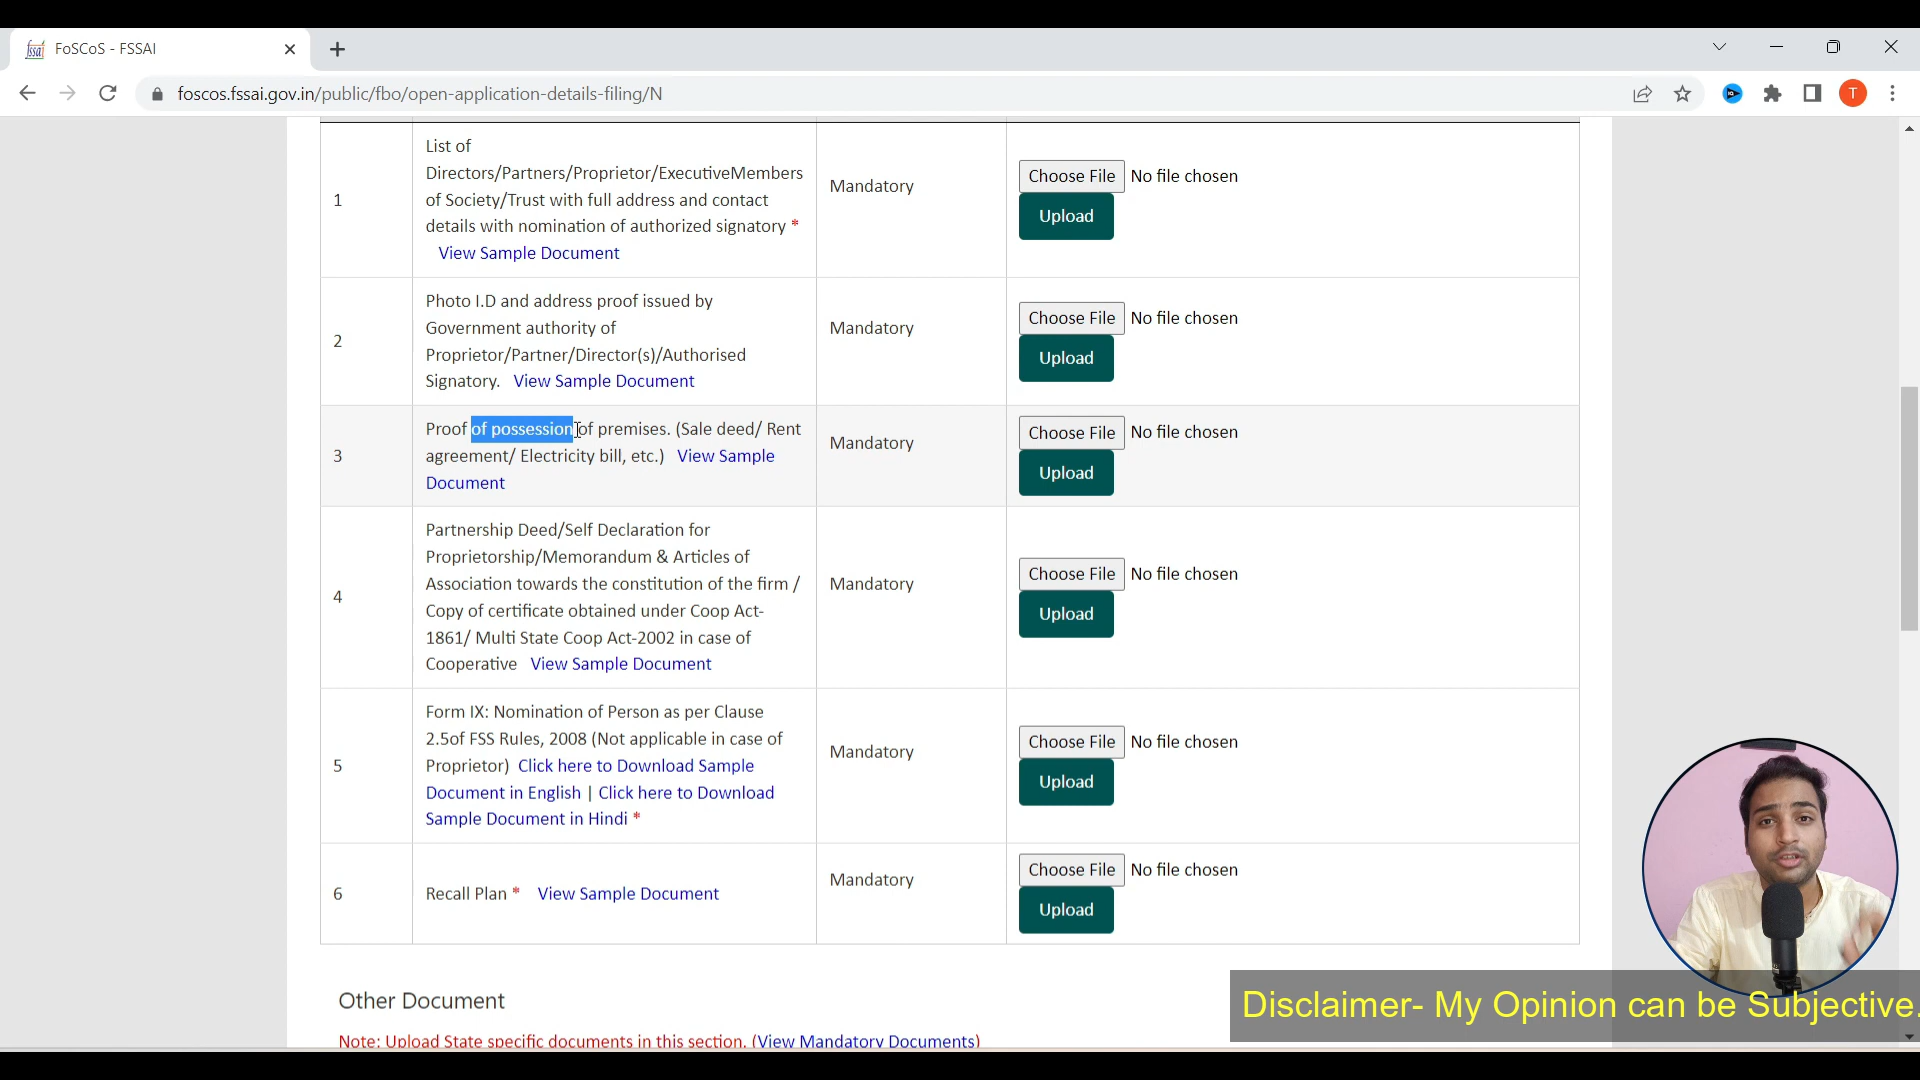 FoSCoS - FSSAI
foscos.fssai.gov.in/public/fbo/open-application-details-filing/N
T
1
List of
Directors/Partners/Proprietor/ExecutiveMembers
of Society/Trust with full address and contact
details with nomination of authorized signatory *
View Sample Document
Mandatory
Choose File No file chosen
Upload
2
Photo I.D and address proof issued by
Government authority of
Proprietor/Partner/Director(s)/Authorised
Signatory. View Sample Document
Mandatory
Choose File No file chosen
Upload
3
Proof of possession of premises. (Sale deed/ Rent
agreement/ Electricity bill, etc.) View Sample
Document
Mandatory
Choose File No file chosen
Upload
4
Partnership Deed/Self Declaration for
Proprietorship/Memorandum & Articles of
Association towards the constitution of the firm /
Copy of certificate obtained under Coop Act-
1861/ Multi State Coop Act-2002 in case of
Cooperative View Sample Document
Mandatory
Choose File No file chosen
Upload
5
Form IX: Nomination of Person as per Clause
2.5of FSS Rules, 2008 (Not applicable in case of
Proprietor) Click here to Download Sample
Document in English | Click here to Download
Sample Document in Hindi *
Mandatory
Choose File No file chosen
Upload
6
Recall Plan * View Sample Document
Mandatory
Choose File No file chosen
Upload
Other Document
Note: Upload State specific documents in this section. (View Mandatory Documents)
Disclaimer- My Opinion can be Subjective.